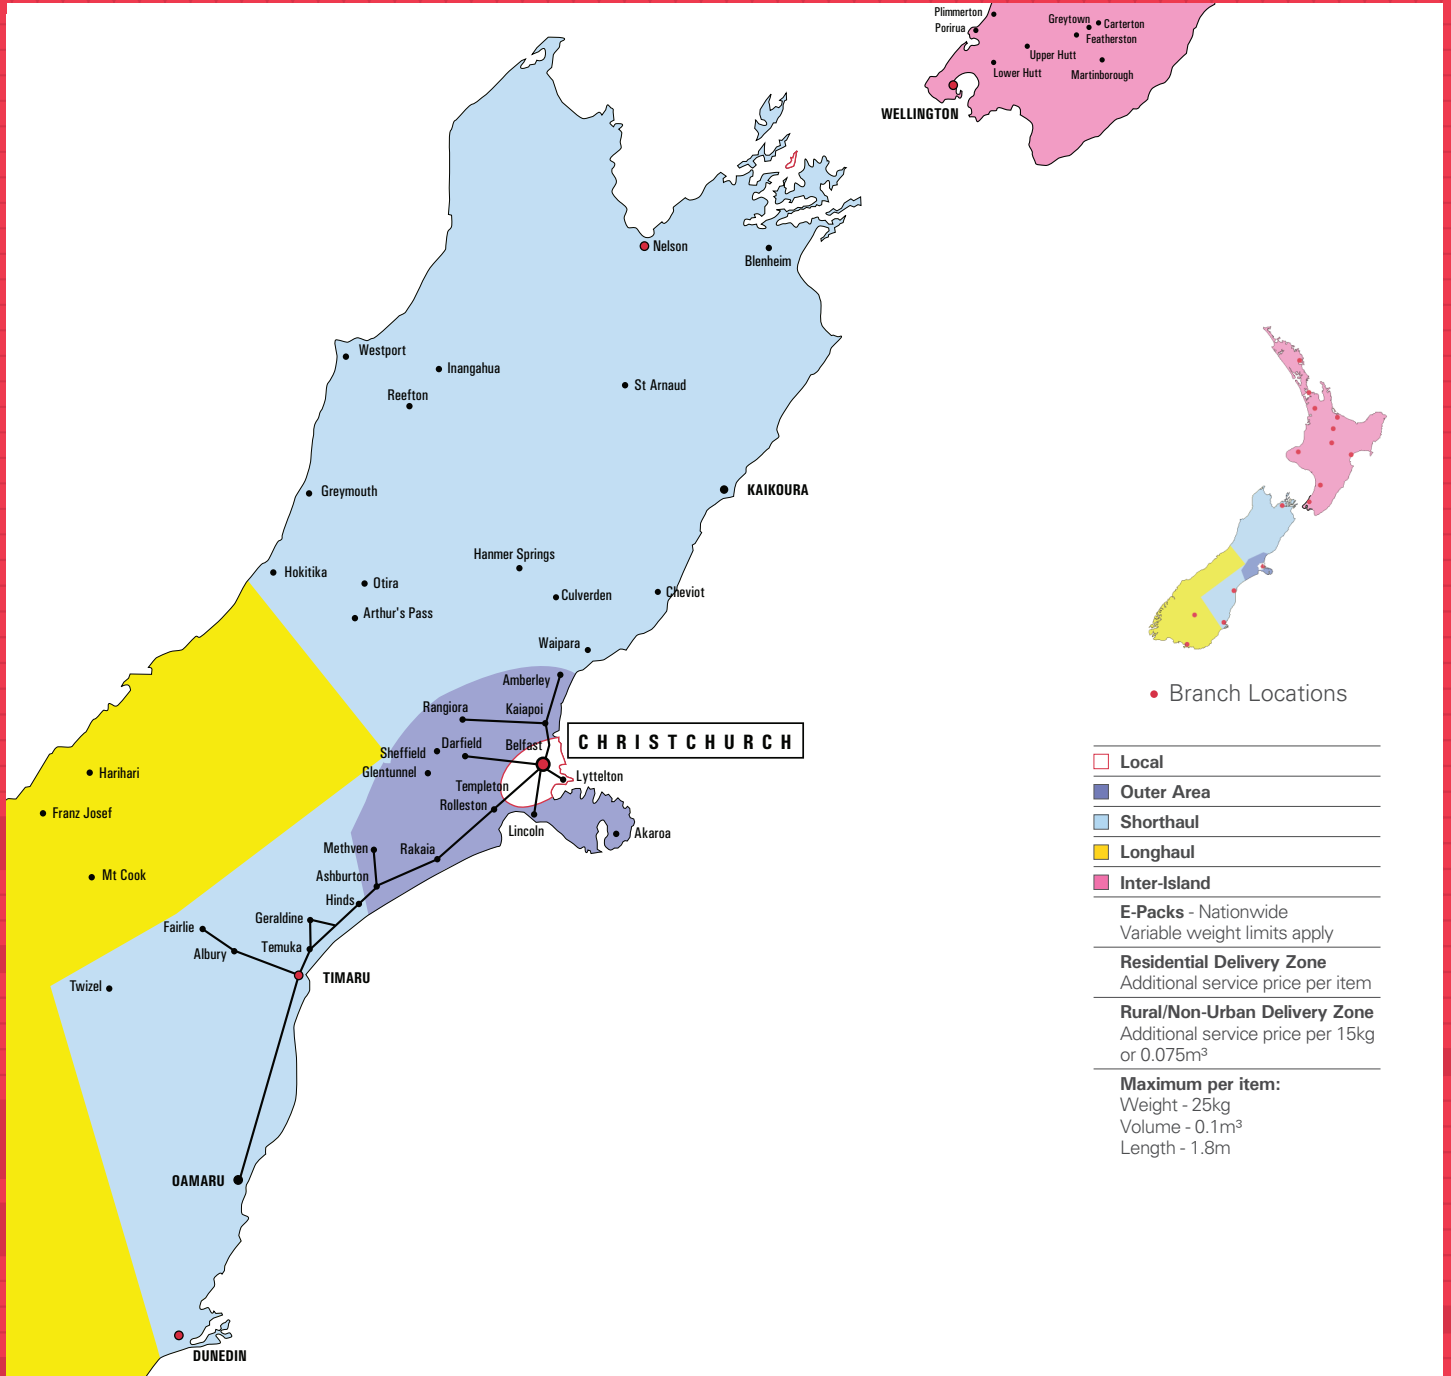 Plimmerton
Porirua
Greytown
Carterton
Featherston
Upper Hutt
Lower Hutt
Martinborough
WELLINGTON
Nelson
Blenheim
Westport
Inangahua
Reefton
St Arnaud
Greymouth
KAIKOURA
Hanmer Springs
Hokitika
Otira
Culverden
Cheviot
Arthur's Pass
Waipara
Amberley
Rangiora
Kaiapoi
Belfast
CHRISTCHURCH
Sheffield
Darfield
Glentunnel
Lyttelton
Templeton
Rolleston
Lincoln
Akaroa
Harihari
Franz Josef
Mt Cook
Methven
Rakaia
Ashburton
Hinds
Geraldine
Fairlie
Albury
Temuka
TIMARU
Twizel
OAMARU
DUNEDIN
Branch Locations
Local
Outer Area
Shorthaul
Longhaul
Inter-Island
E-Packs - Nationwide
Variable weight limits apply
Residential Delivery Zone
Additional service price per item
Rural/Non-Urban Delivery Zone
Additional service price per 15kg
or 0.075m³
Maximum per item:
Weight - 25kg
Volume - 0.1m³
Length - 1.8m